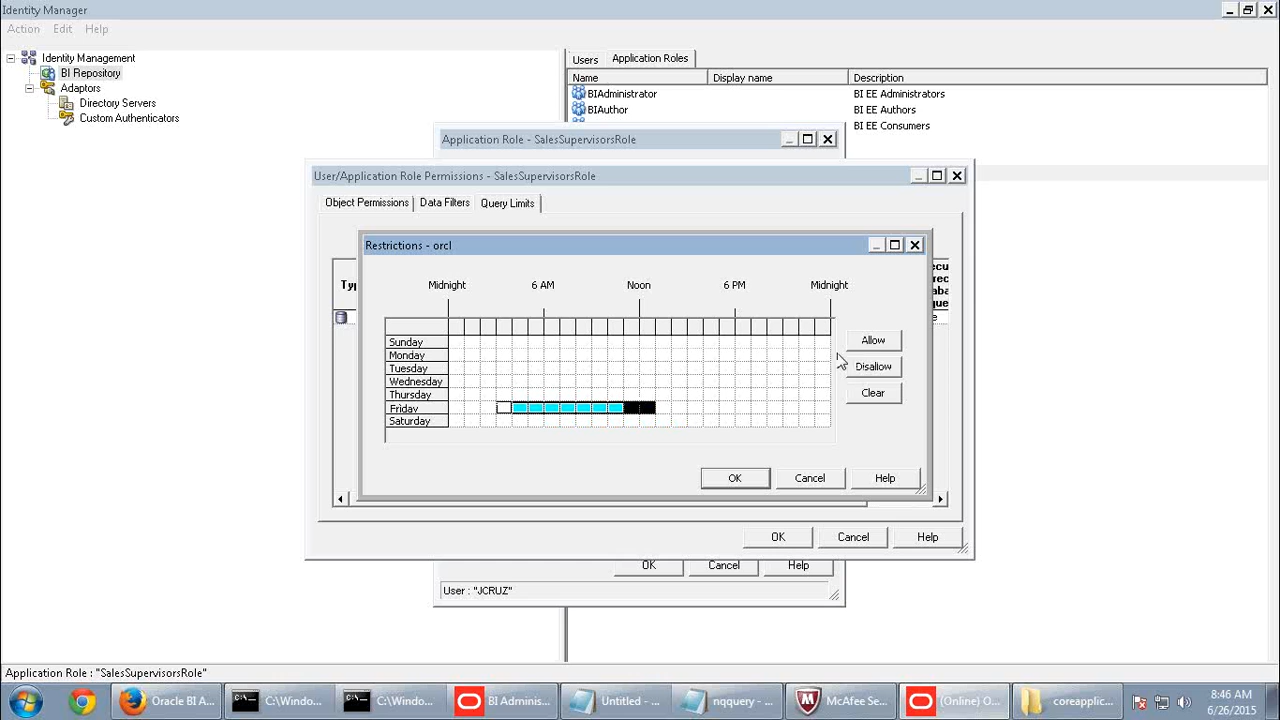 Identity Manager
Action Edit Help
Identity Management
BI Repository
Adaptors
Directory Servers
Custom Authenticators
Users Application Roles
Name Display name Description
BIAdministrator BI EE Administrators
BIAuthor BI EE Authors
BI EE Consumers
Application Role - SalesSupervisorsRole
User/Application Role Permissions - SalesSupervisorsRole
Object Permissions Data Filters Query Limits
Restrictions - orcl
Midnight 6 AM Noon 6 PM Midnight
Sunday
Monday
Tuesday
Wednesday
Thursday
Friday
Saturday
Allow
Disallow
Clear
OK Cancel Help
OK Cancel Help
OK Cancel Help
User : "JCRUZ"
Application Role : "SalesSupervisorsRole"
Oracle BI A... C:\Windo... C:\Windo... BI Adminis... Untitled - ... nqquery - ... McAfee Se... (Online) O... coreapplic...
8:46 AM
6/26/2015